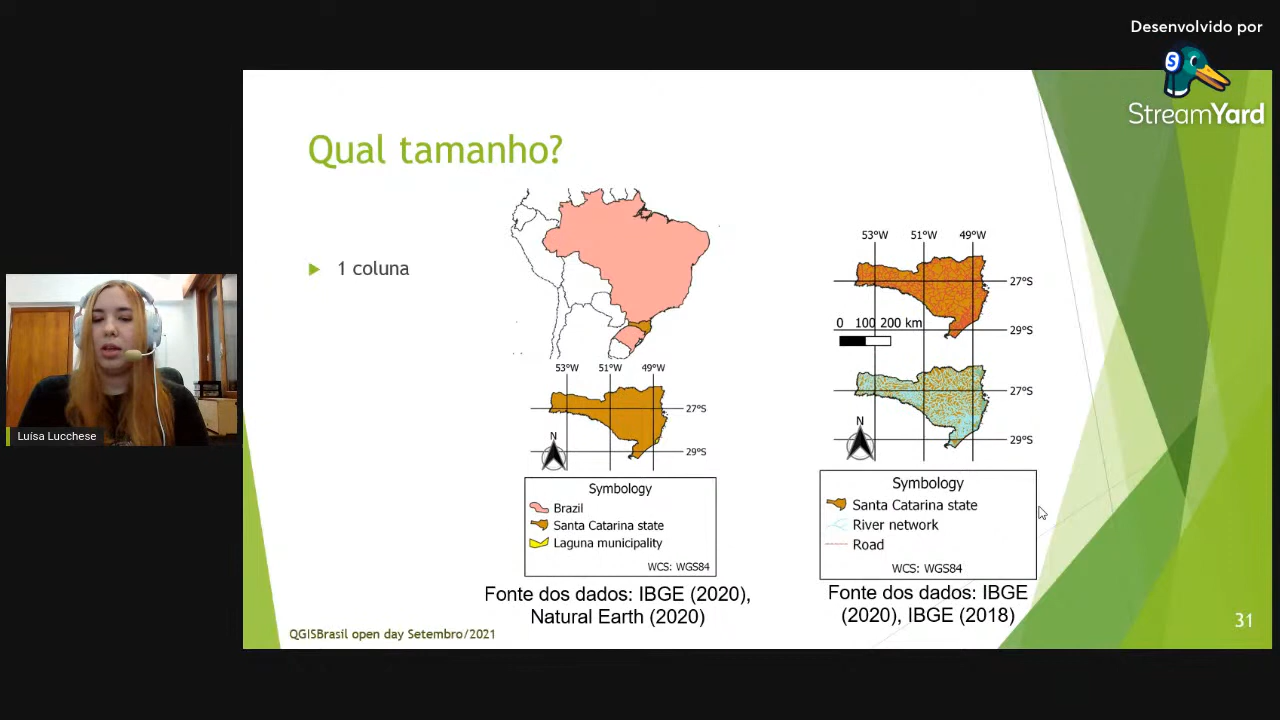 Desenvolvido por
StreamYard
Qual tamanho?
1 coluna
53°W 51°W 49°W
27°S
29°S
N
Symbology
Brazil
Santa Catarina state
Laguna municipality
WCS: WGS84
Fonte dos dados: IBGE (2020),
Natural Earth (2020)
53°W 51°W 49°W
27°S
0 100 200 km
29°S
27°S
N
29°S
Symbology
Santa Catarina state
River network
Road
WCS: WGS84
Fonte dos dados: IBGE
(2020), IBGE (2018)
QGISBrasil open day Setembro/2021
31
Luísa Lucchese